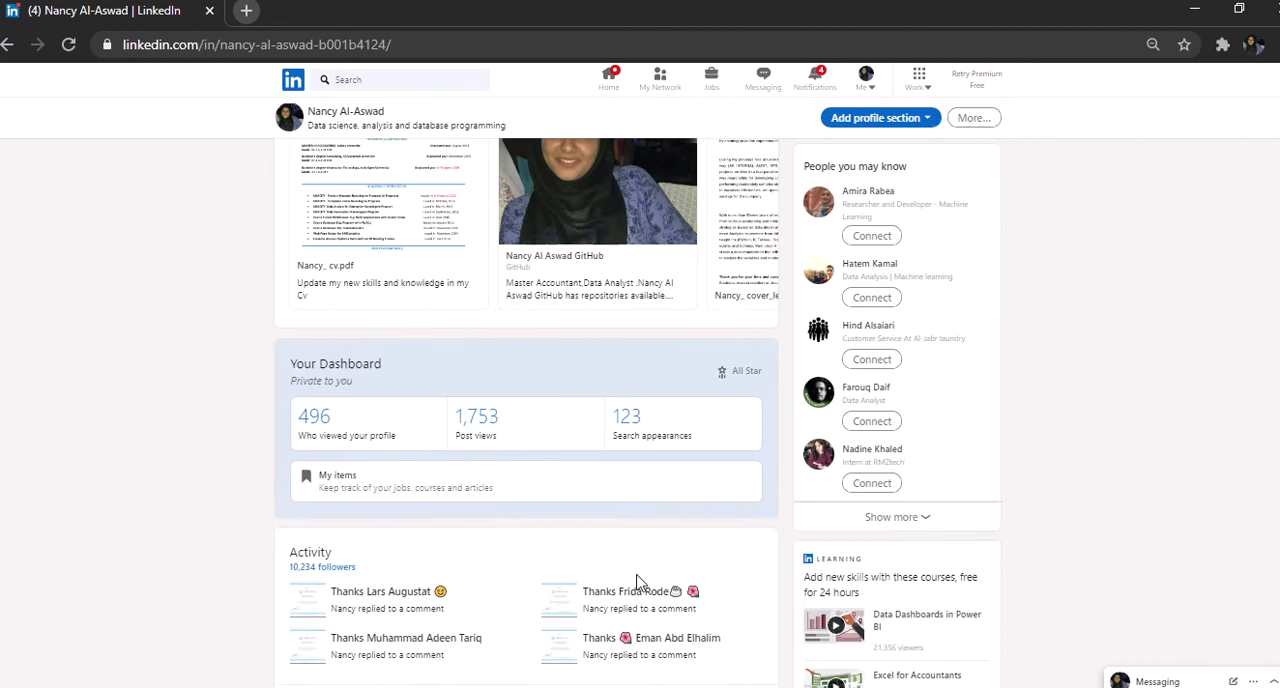 (4) Nancy Al-Aswad | LinkedIn
linkedin.com/in/nancy-al-aswad-b001b4124/
in
Search
Home
My Network
Jobs
Messaging
4
Notifications
Me
Work
Retry Premium
Free
Nancy Al-Aswad
Data science, analysis and database programming
Add profile section
More...
Nancy_ cv.pdf
Update my new skills and knowledge in my
Cv
Nancy Al Aswad GitHub
GitHub
Master Accountant,Data Analyst .Nancy Al
Aswad GitHub has repositories available....
Nancy_ cover_le
Your Dashboard
Private to you
All Star
496
Who viewed your profile
1,753
Post views
123
Search appearances
My items
Keep track of your jobs, courses and articles
Activity
10,234 followers
Thanks Lars Augustat
Nancy replied to a comment
Thanks Frida Rode
Nancy replied to a comment
Thanks Muhammad Adeen Tariq
Nancy replied to a comment
Thanks Eman Abd Elhalim
Nancy replied to a comment
People you may know
Amira Rabea
Researcher and Developer - Machine
Learning
Connect
Hatem Kamal
Data Analysis | Machine learning
Connect
Hind Alsaiari
Customer Service At Al-Jabr laundry
Connect
Farouq Daif
Data Analyst
Connect
Nadine Khaled
Intern at RMZtech
Connect
Show more
in LEARNING
Add new skills with these courses, free
for 24 hours
Data Dashboards in Power
BI
21,356 viewers
Excel for Accountants
Messaging